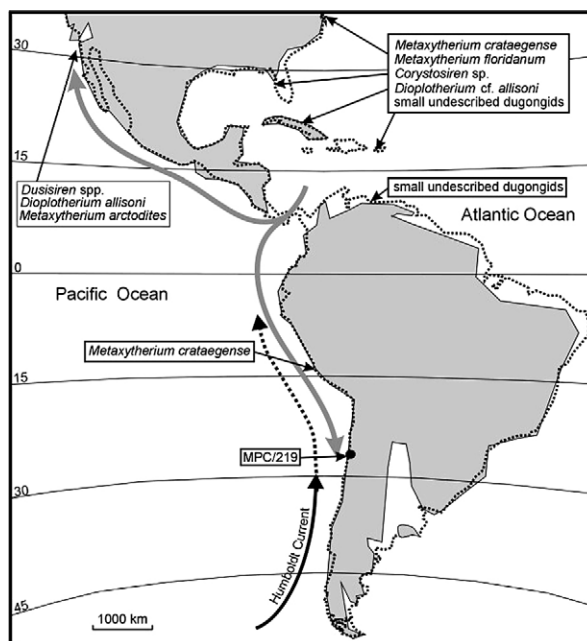 30
Metaxytherium crataegense
Metaxytherium floridanum
Corystosiren sp.
Dioplotherium cf. allisoni
small undescribed dugongids
15
Dusisiren spp.
Dioplotherium allisoni
Metaxytherium arctodites
small undescribed dugongids
Atlantic Ocean
0
Pacific Ocean
Metaxytherium crataegense
15
MPC/219
30
Humboldt Current
45
1000 km